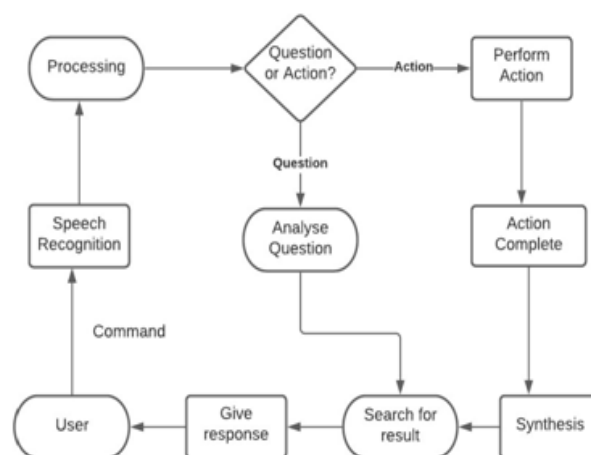 Processing
Question
or Action?
Action
Perform
Action
Question
Speech
Recognition
Analyse
Question
Action
Complete
Command
User
Give
response
Search for
result
Synthesis